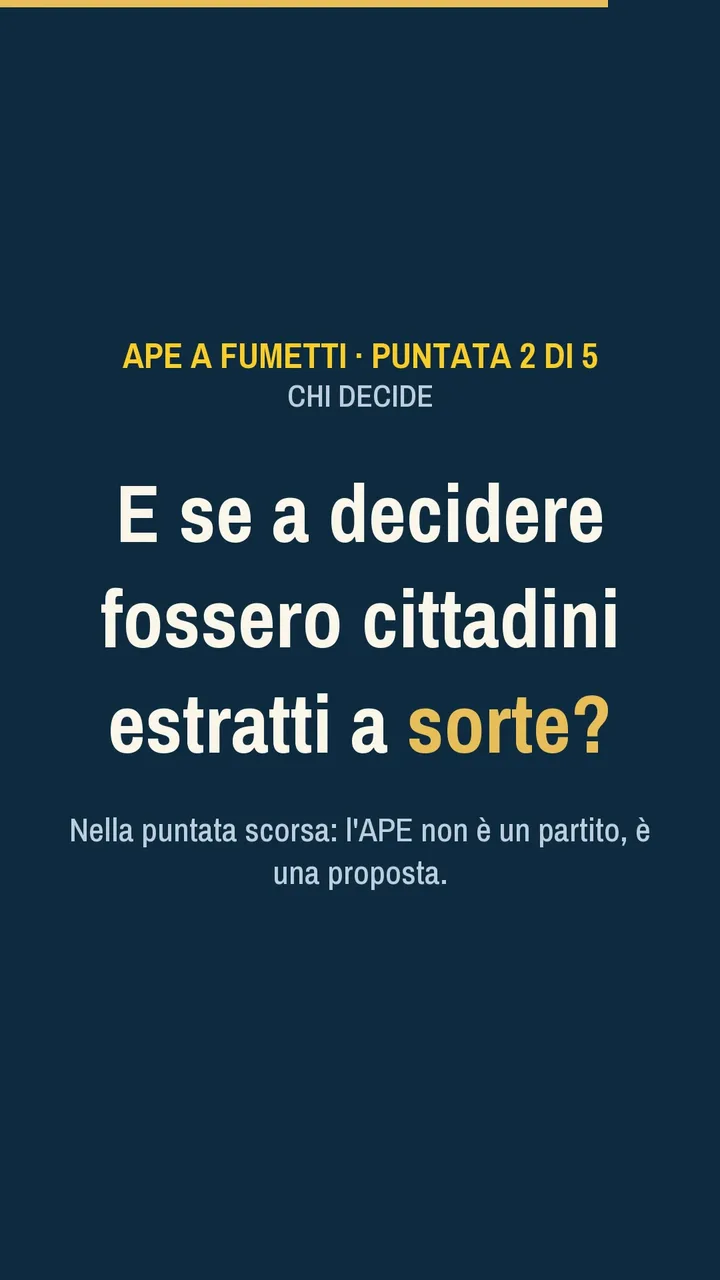 APE A FUMETTI · PUNTATA 2 DI 5
CHI DECIDE
E se a decidere
fossero cittadini
estratti a sorte?
Nella puntata scorsa: l'APE non è un partito, è
una proposta.